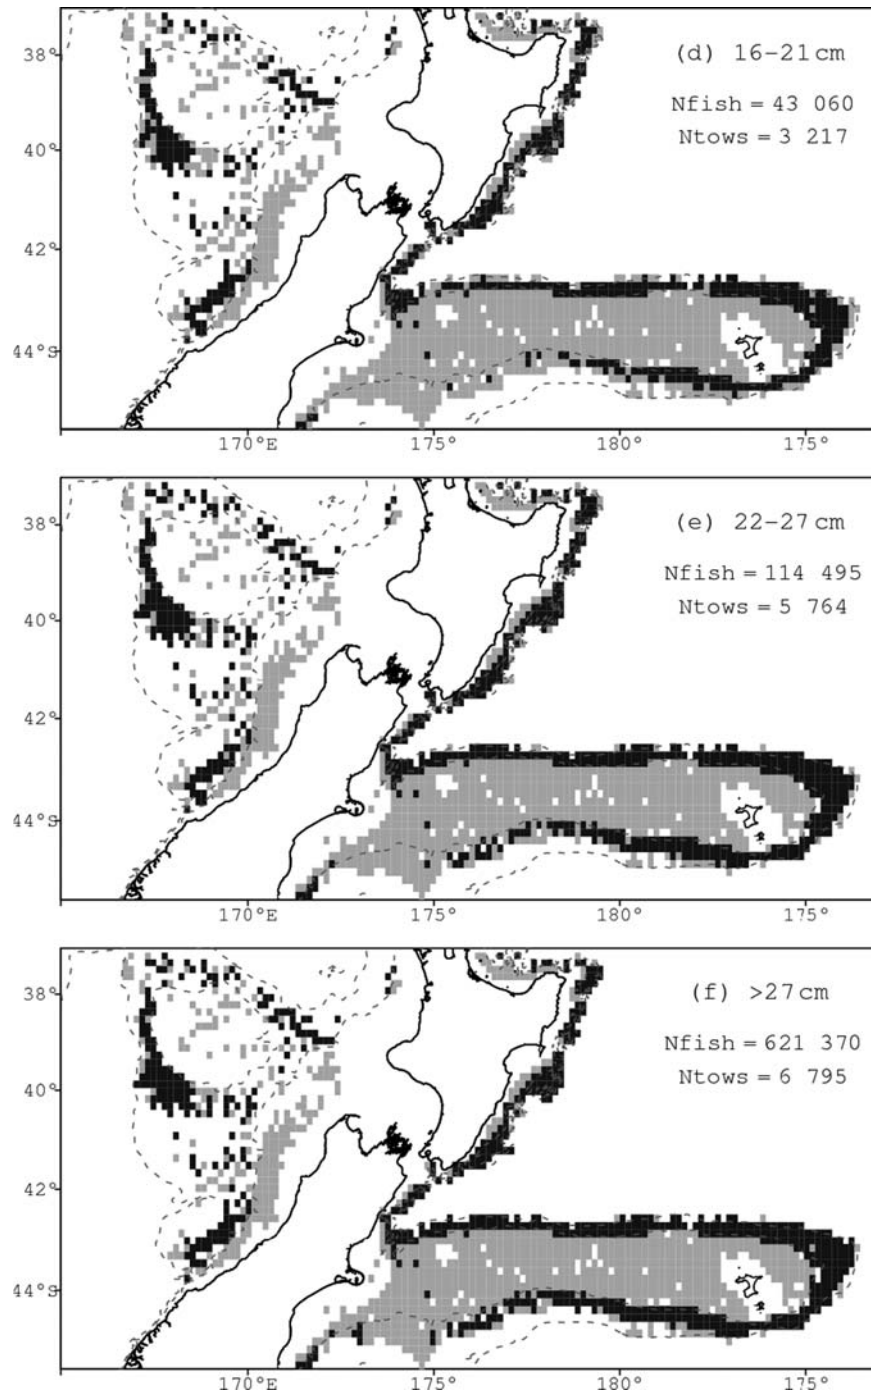 (d) 16–21 cm
Nfish = 43 060
Ntows = 3 217
38°
40°
42°
44°S
170°E 175° 180° 175°
(e) 22–27 cm
Nfish = 114 495
Ntows = 5 764
38°
40°
42°
44°S
170°E 175° 180° 175°
(f) >27 cm
Nfish = 621 370
Ntows = 6 795
38°
40°
42°
44°S
170°E 175° 180° 175°